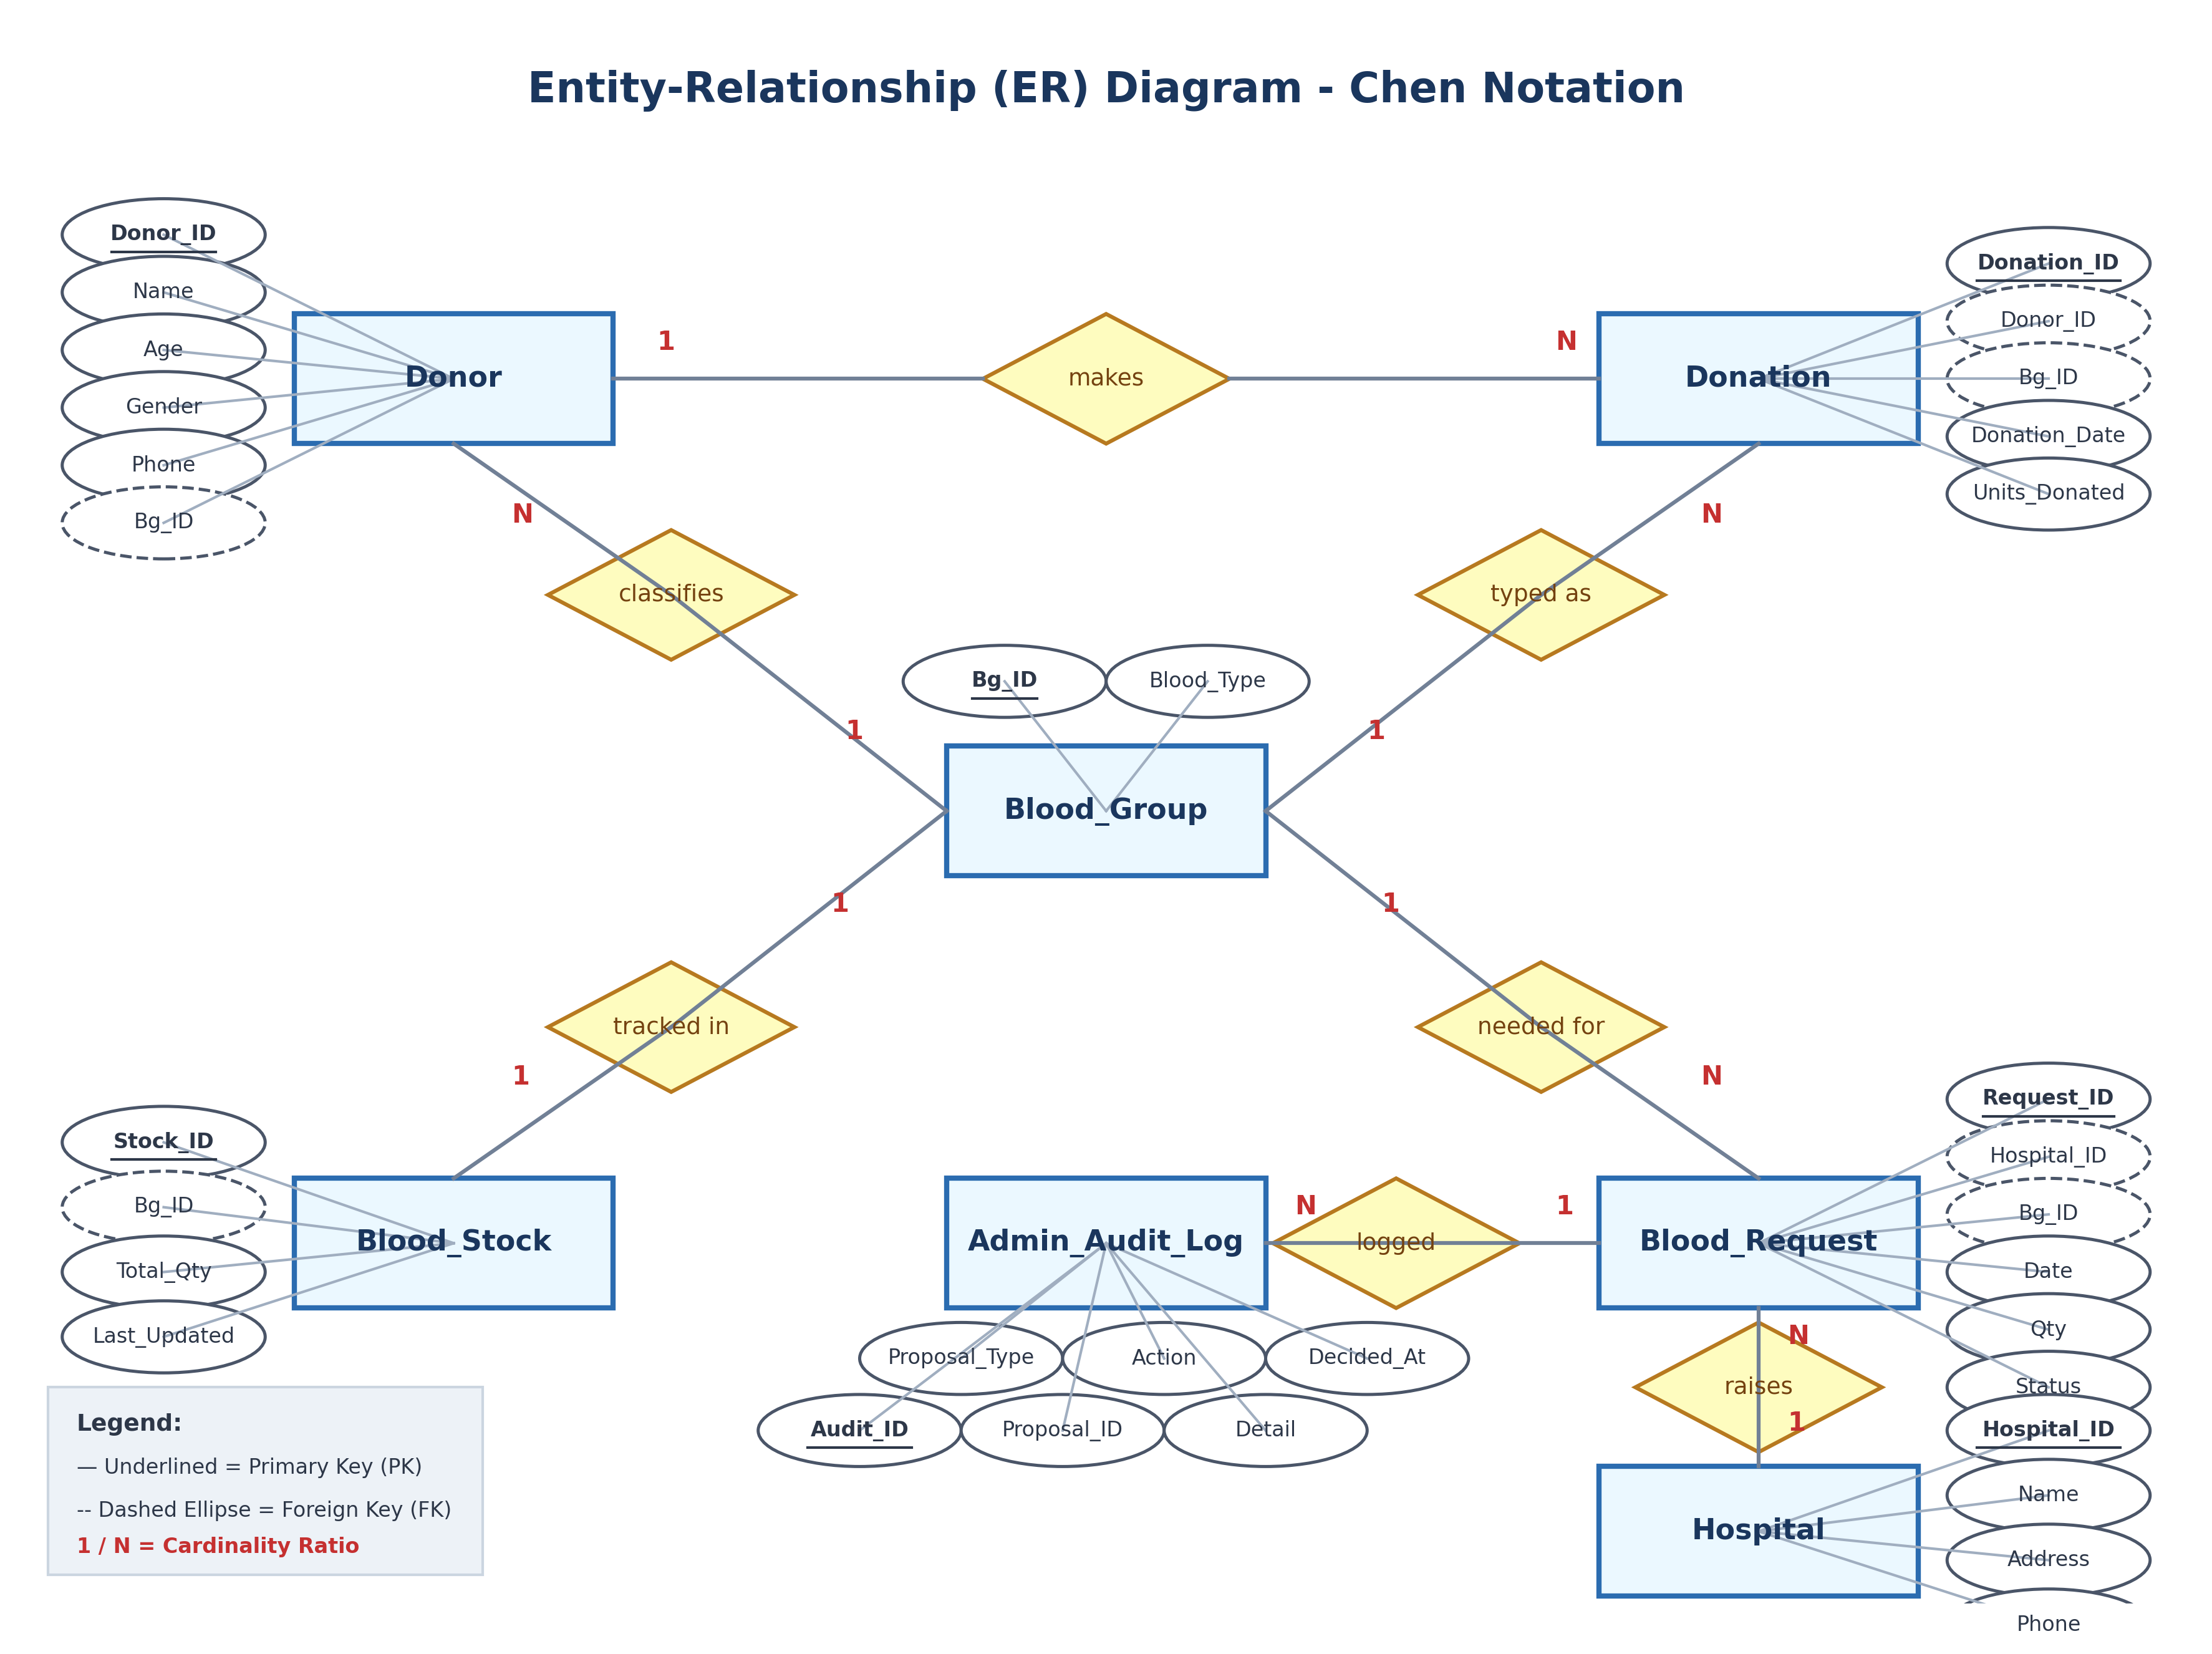 Entity-Relationship (ER) Diagram - Chen Notation
Donor_ID
Name
Age
Gender
Phone
Bg_ID
Donor
1
makes
N
Donation
Donation_ID
Donor_ID
Bg_ID
Donation_Date
Units_Donated
N
classifies
1
N
typed as
1
Bg_ID
Blood_Type
Blood_Group
1
tracked in
1
1
needed for
N
Stock_ID
Bg_ID
Total_Qty
Last_Updated
Blood_Stock
Admin_Audit_Log
N
logged
1
Blood_Request
Request_ID
Hospital_ID
Bg_ID
Date
Qty
Status
Proposal_Type
Action
Decided_At
Audit_ID
Proposal_ID
Detail
N
raises
1
Hospital
Hospital_ID
Name
Address
Phone
Legend:
— Underlined = Primary Key (PK)
-- Dashed Ellipse = Foreign Key (FK)
1 / N = Cardinality Ratio